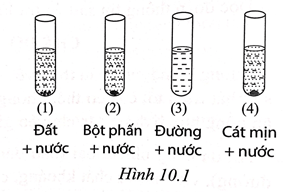 (1) (2) (3) (4)
Đất Bột phấn Đường Cát mịn
+ nước + nước + nước + nước
Hình 10.1